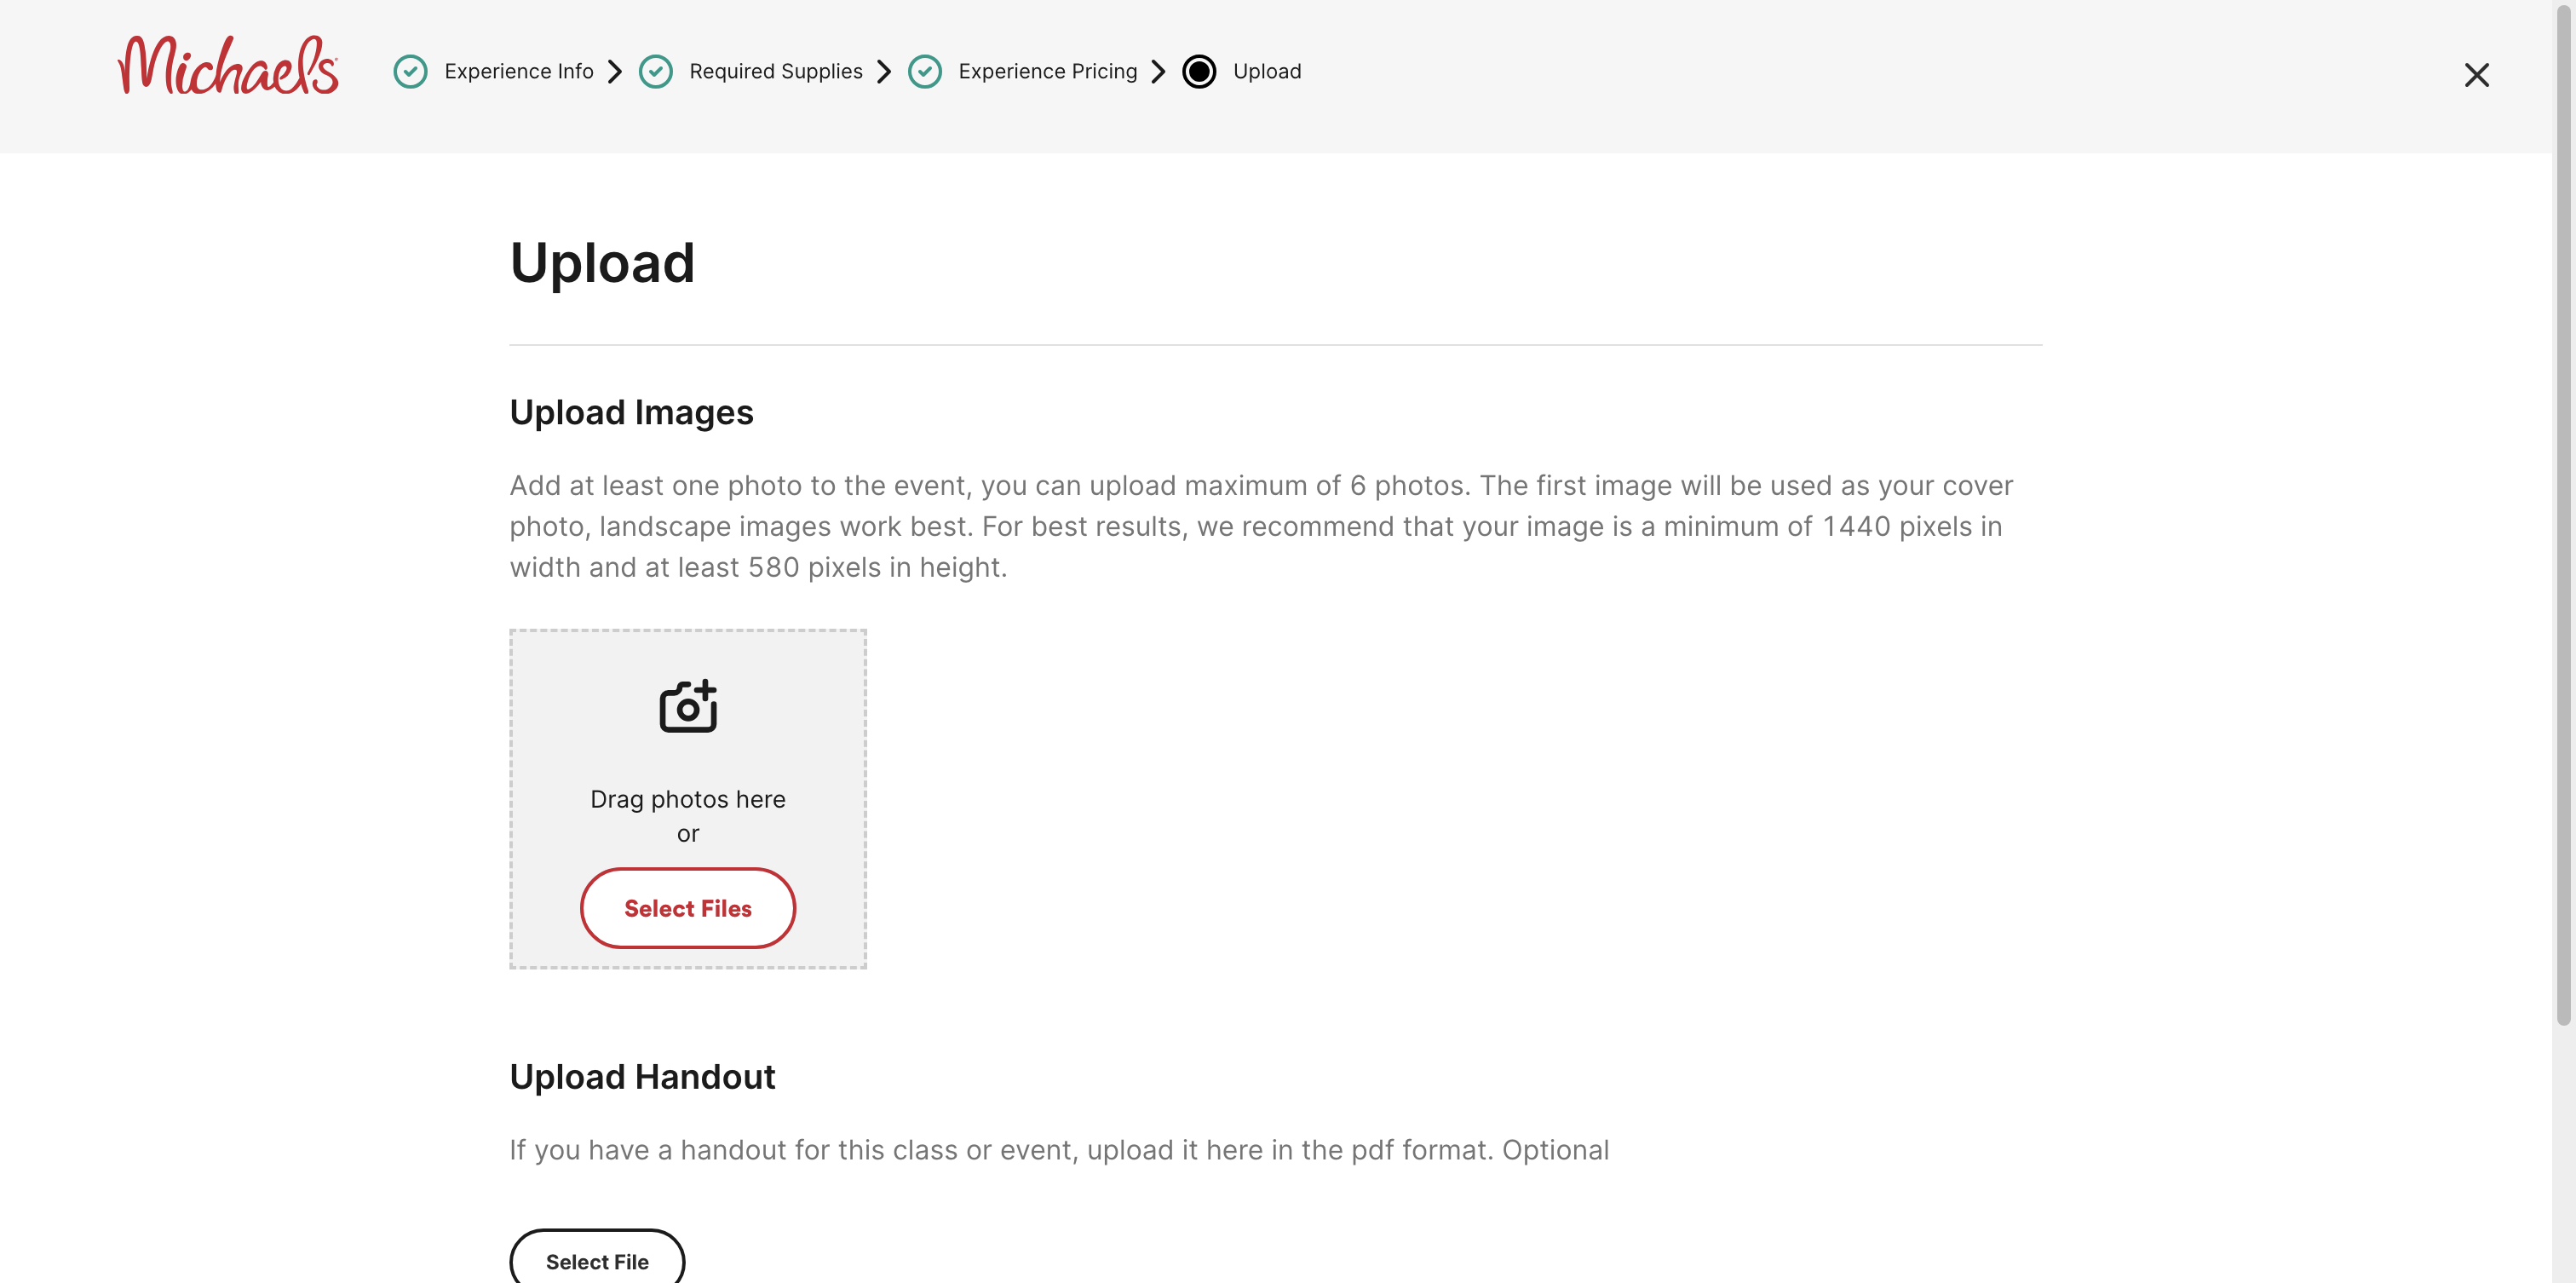 Michaels
Experience Info
Required Supplies
Experience Pricing
Upload
Upload
Upload Images
Add at least one photo to the event, you can upload maximum of 6 photos. The first image will be used as your cover
photo, landscape images work best. For best results, we recommend that your image is a minimum of 1440 pixels in
width and at least 580 pixels in height.
Drag photos here
or
Select Files
Upload Handout
If you have a handout for this class or event, upload it here in the pdf format. Optional
Select File